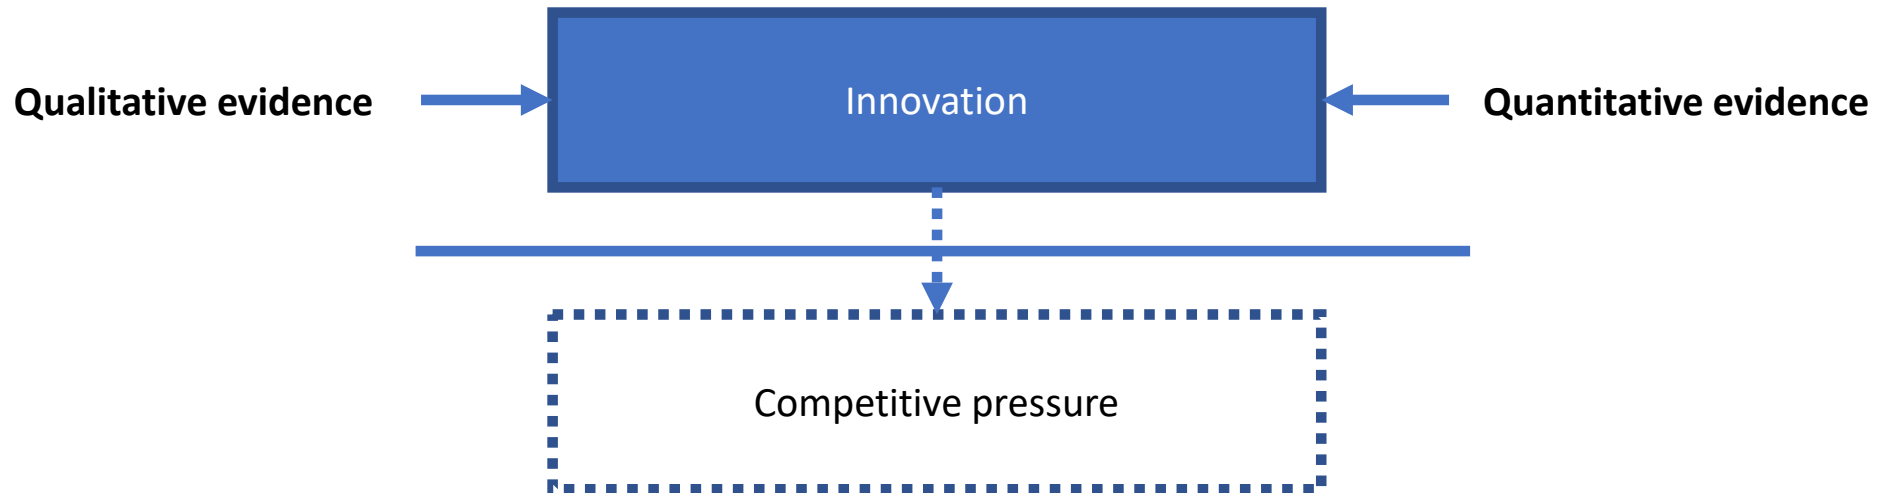 Qualitative evidence
Innovation
Quantitative evidence
Competitive pressure